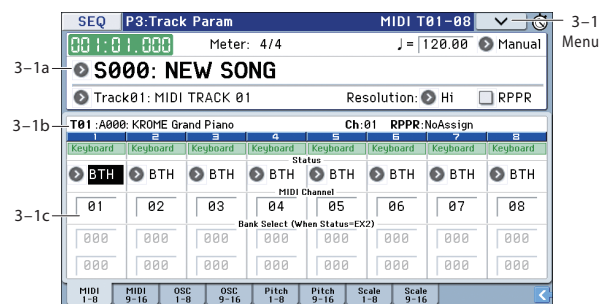 SEQ P3:Track Param MIDI T01-08
3–1
Menu
001:01.000 Meter: 4/4 ♩= 120.00 Manual
3–1a S000: NEW SONG
Track01: MIDI TRACK 01 Resolution: Hi RPPR
3–1b T01 :A000: KROME Grand Piano Ch:01 RPPR:NoAssign
1 2 3 4 5 6 7 8
Keyboard Keyboard Keyboard Keyboard Keyboard Keyboard Keyboard Keyboard
Status
BTH BTH BTH BTH BTH BTH BTH BTH
MIDI Channel
3–1c 01 02 03 04 05 06 07 08
Bank Select (When Status=EX2)
000 000 000 000 000 000 000 000
000 000 000 000 000 000 000 000
MIDI 1-8 MIDI 9-16 OSC 1-8 OSC 9-16 Pitch 1-8 Pitch 9-16 Scale 1-8 Scale 9-16